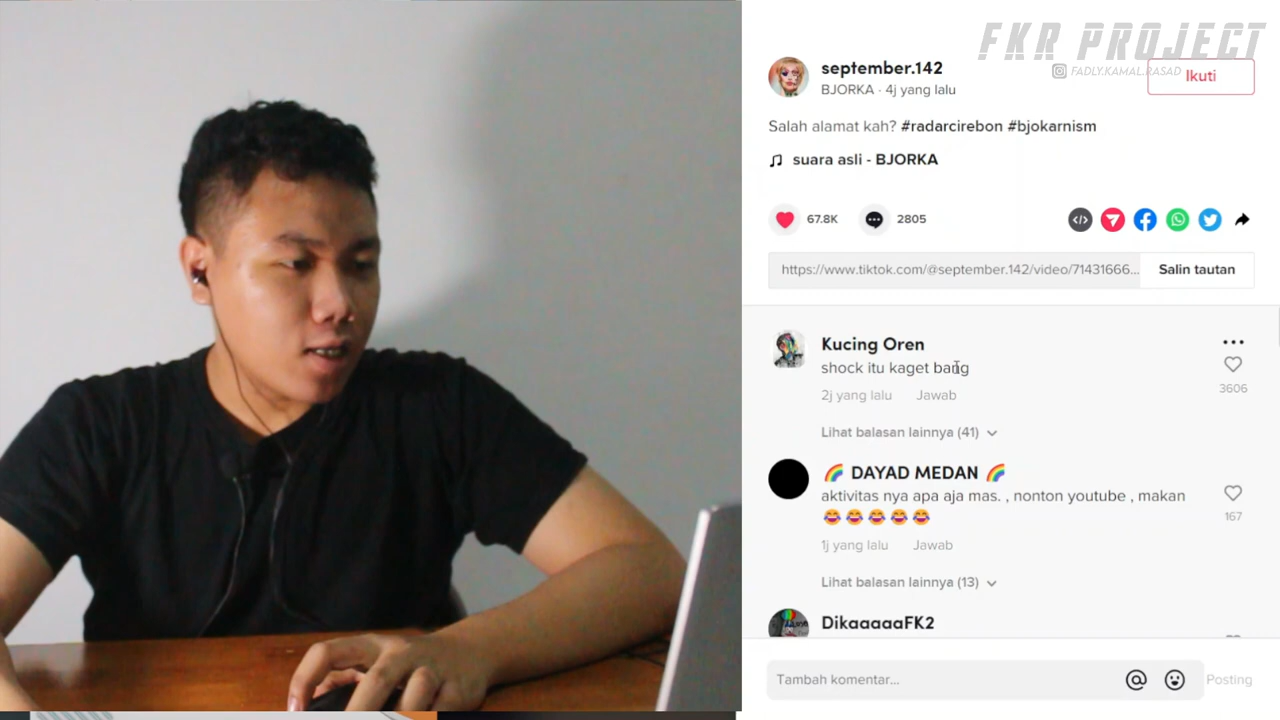 FKR PROJECT
FADLY.KAMAL.RASAD
september.142
BJORKA · 4j yang lalu
Ikuti
Salah alamat kah? #radarcirebon #bjokarnism
suara asli - BJORKA
67.8K
2805
https://www.tiktok.com/@september.142/video/71431666...
Salin tautan
Kucing Oren
shock itu kaget bang
3606
2j yang lalu Jawab
Lihat balasan lainnya (41)
🌈 DAYAD MEDAN 🌈
aktivitas nya apa aja mas. , nonton youtube , makan
😂😂😂😂😂
167
1j yang lalu Jawab
Lihat balasan lainnya (13)
DikaaaaaFK2
Tambah komentar...
Posting